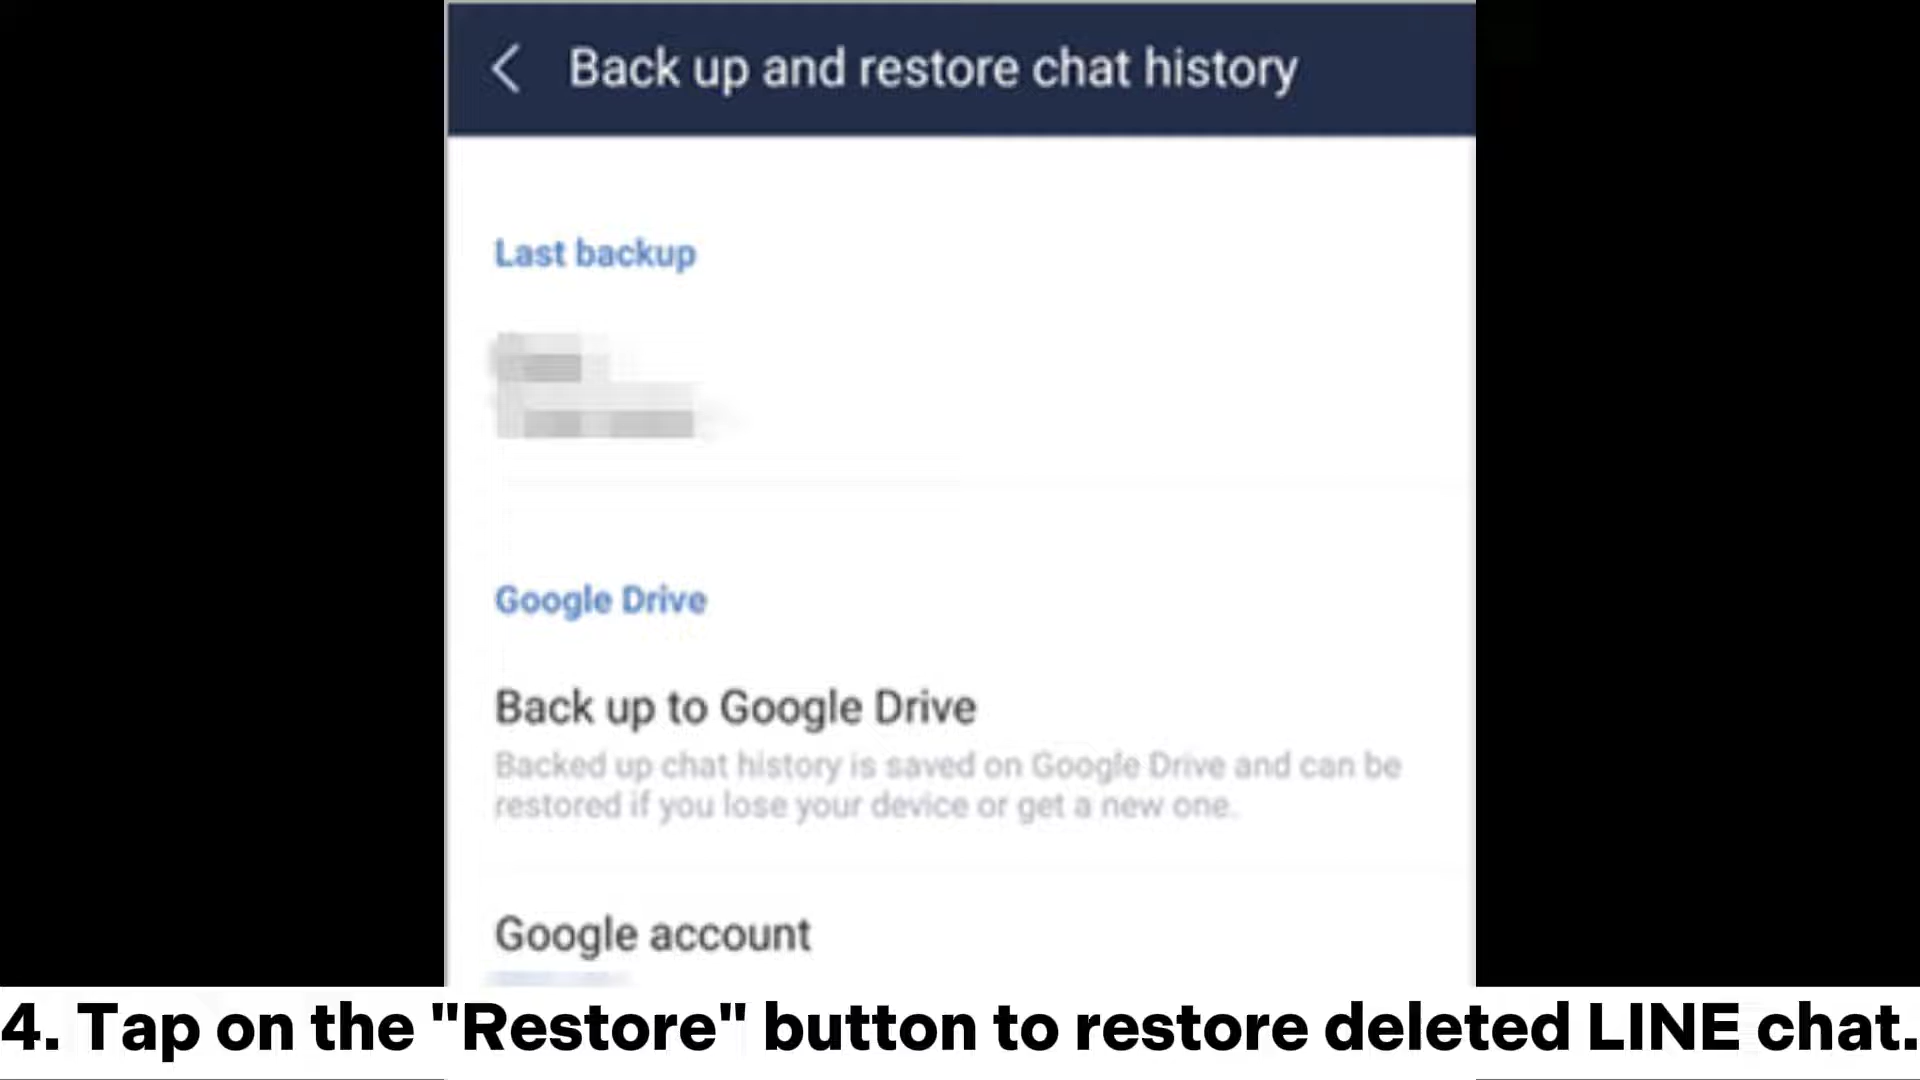 Back up and restore chat history
Last backup
Google Drive
Back up to Google Drive
Backed up chat history is saved on Google Drive and can be
restored if you lose your device or get a new one.
Google account
4. Tap on the "Restore" button to restore deleted LINE chat.